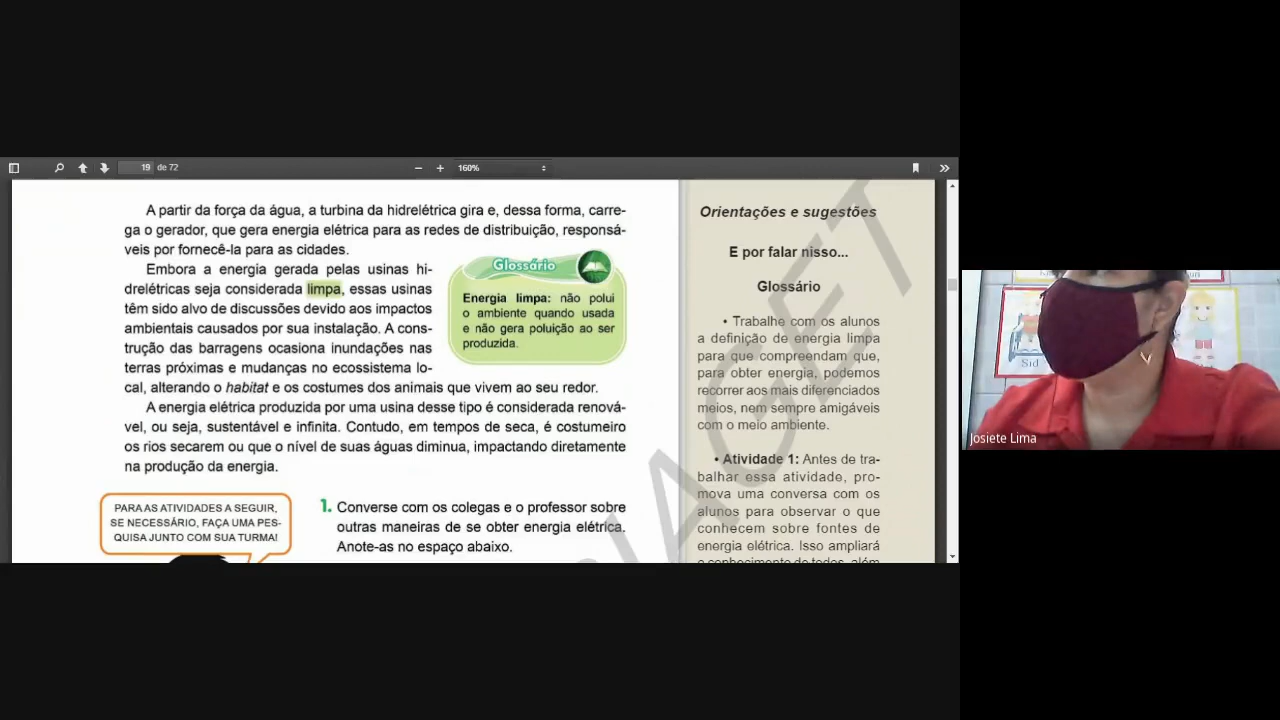 19 de 72
160%
A partir da força da água, a turbina da hidrelétrica gira e, dessa forma, carre-
ga o gerador, que gera energia elétrica para as redes de distribuição, responsá-
veis por fornecê-la para as cidades.
Embora a energia gerada pelas usinas hi-
drelétricas seja considerada limpa, essas usinas
têm sido alvo de discussões devido aos impactos
ambientais causados por sua instalação. A cons-
trução das barragens ocasiona inundações nas
terras próximas e mudanças no ecossistema lo-
cal, alterando o habitat e os costumes dos animais que vivem ao seu redor.
Glossário
Energia limpa: não polui
o ambiente quando usada
e não gera poluição ao ser
produzida.
A energia elétrica produzida por uma usina desse tipo é considerada renová-
vel, ou seja, sustentável e infinita. Contudo, em tempos de seca, é costumeiro
os rios secarem ou que o nível de suas águas diminua, impactando diretamente
na produção da energia.
PARA AS ATIVIDADES A SEGUIR,
SE NECESSÁRIO, FAÇA UMA PES-
QUISA JUNTO COM SUA TURMA!
1. Converse com os colegas e o professor sobre
outras maneiras de se obter energia elétrica.
Anote-as no espaço abaixo.
Orientações e sugestões
E por falar nisso...
Glossário
• Trabalhe com os alunos
a definição de energia limpa
para que compreendam que,
para obter energia, podemos
recorrer aos mais diferenciados
meios, nem sempre amigáveis
com o meio ambiente.
• Atividade 1: Antes de tra-
balhar essa atividade, pro-
mova uma conversa com os
alunos para observar o que
conhecem sobre fontes de
energia elétrica. Isso ampliará
o conhecimento de todos, além
PIAGET
Sid
Josiete Lima